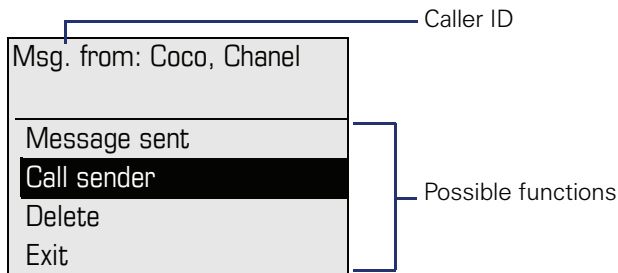 Caller ID
Msg. from: Coco, Chanel
Message sent
Call sender
Delete
Exit
Possible functions